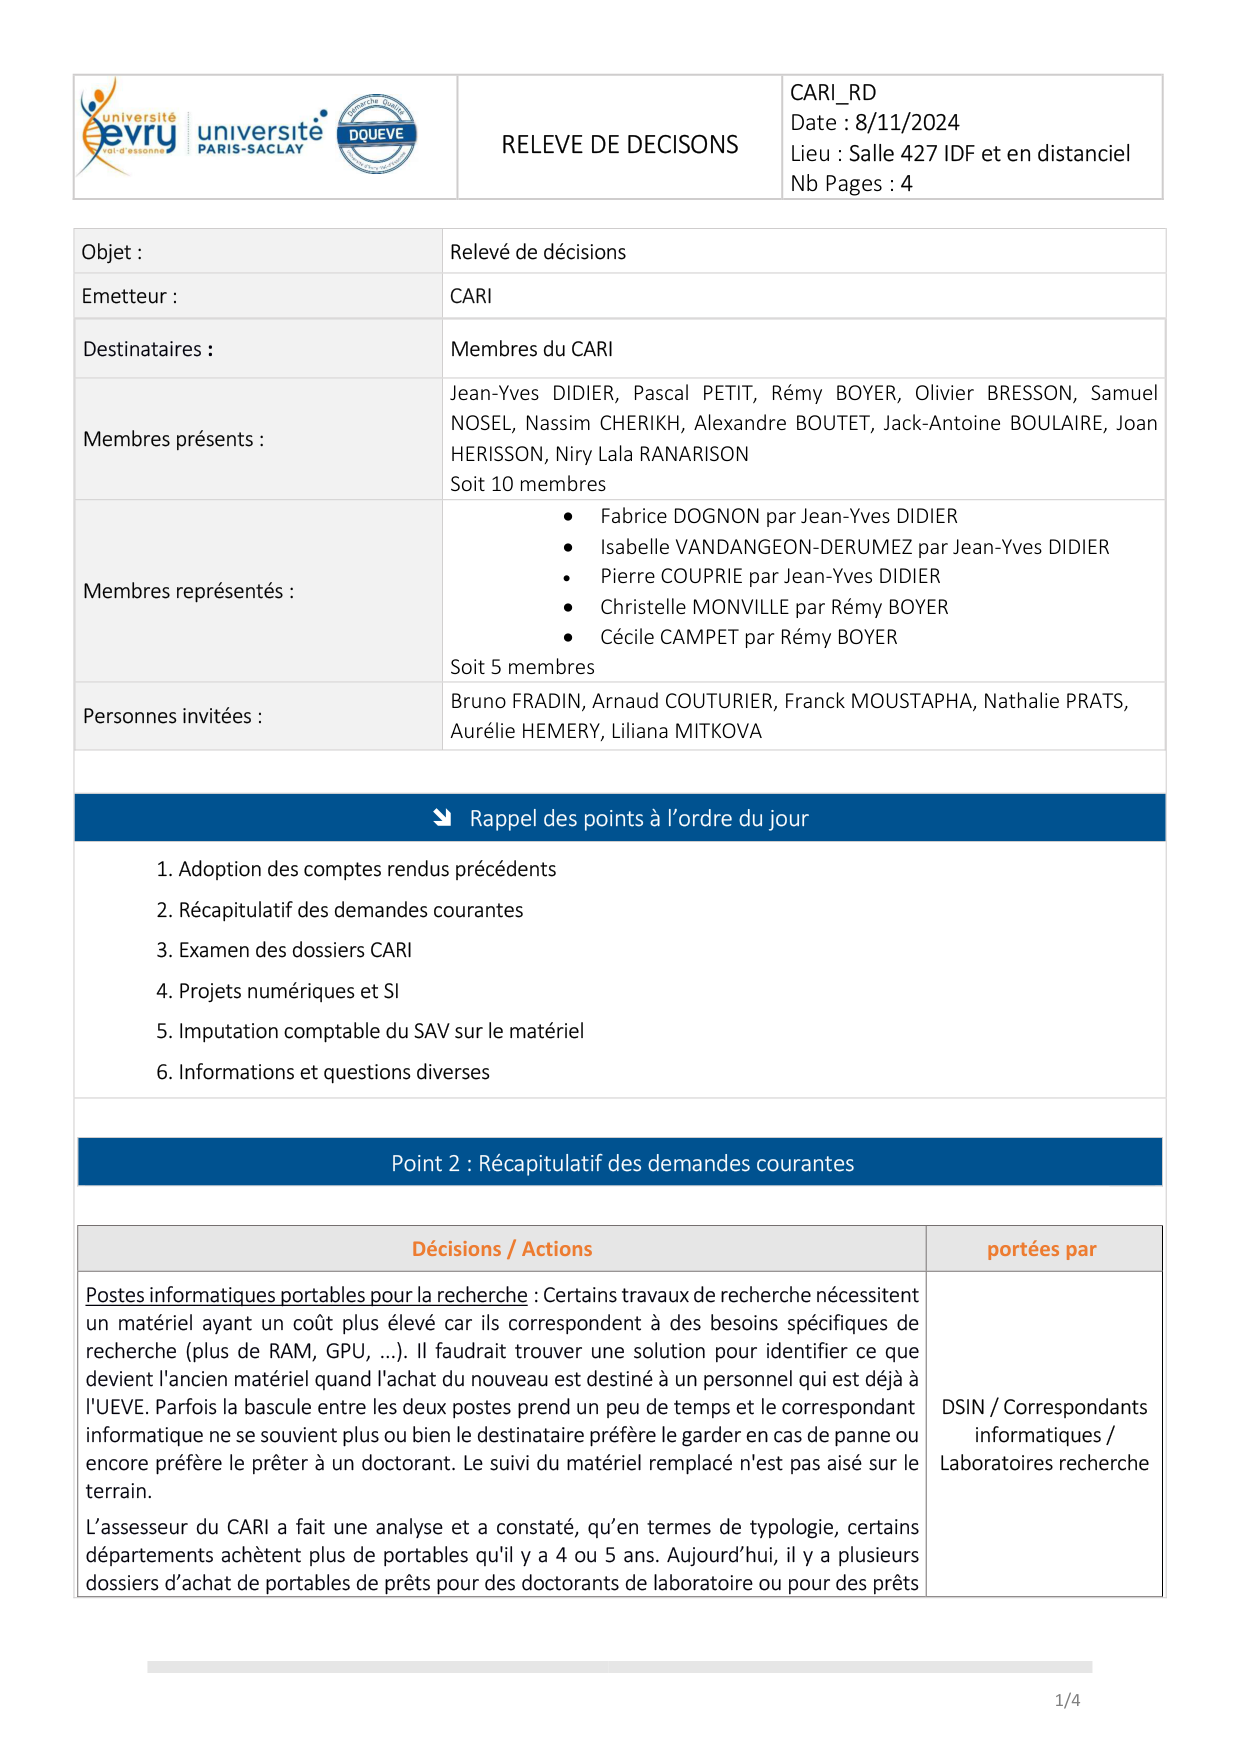 université
evry
val-d'essonne
université
PARIS-SACLAY
Démarche Qualité
DQUEVE
RELEVE DE DECISONS
CARI_RD
Date : 8/11/2024
Lieu : Salle 427 IDF et en distanciel
Nb Pages : 4
Objet :
Relevé de décisions
Emetteur :
CARI
Destinataires :
Membres du CARI
Membres présents :
Jean-Yves DIDIER, Pascal PETIT, Rémy BOYER, Olivier BRESSON, Samuel
NOSEL, Nassim CHERIKH, Alexandre BOUTET, Jack-Antoine BOULAIRE, Joan
HERISSON, Niry Lala RANARISON
Soit 10 membres
Membres représentés :
• Fabrice DOGNON par Jean-Yves DIDIER
• Isabelle VANDANGEON-DERUMEZ par Jean-Yves DIDIER
• Pierre COUPRIE par Jean-Yves DIDIER
• Christelle MONVILLE par Rémy BOYER
• Cécile CAMPET par Rémy BOYER
Soit 5 membres
Personnes invitées :
Bruno FRADIN, Arnaud COUTURIER, Franck MOUSTAPHA, Nathalie PRATS,
Aurélie HEMERY, Liliana MITKOVA
Rappel des points à l’ordre du jour
1. Adoption des comptes rendus précédents
2. Récapitulatif des demandes courantes
3. Examen des dossiers CARI
4. Projets numériques et SI
5. Imputation comptable du SAV sur le matériel
6. Informations et questions diverses
Point 2 : Récapitulatif des demandes courantes
Décisions / Actions
portées par
Postes informatiques portables pour la recherche : Certains travaux de recherche nécessitent
un matériel ayant un coût plus élevé car ils correspondent à des besoins spécifiques de
recherche (plus de RAM, GPU, ...). Il faudrait trouver une solution pour identifier ce que
devient l'ancien matériel quand l'achat du nouveau est destiné à un personnel qui est déjà à
l'UEVE. Parfois la bascule entre les deux postes prend un peu de temps et le correspondant
informatique ne se souvient plus ou bien le destinataire préfère le garder en cas de panne ou
encore préfère le prêter à un doctorant. Le suivi du matériel remplacé n'est pas aisé sur le
terrain.
L’assesseur du CARI a fait une analyse et a constaté, qu’en termes de typologie, certains
départements achètent plus de portables qu'il y a 4 ou 5 ans. Aujourd’hui, il y a plusieurs
dossiers d’achat de portables de prêts pour des doctorants de laboratoire ou pour des prêts
DSIN / Correspondants
informatiques /
Laboratoires recherche
1/4